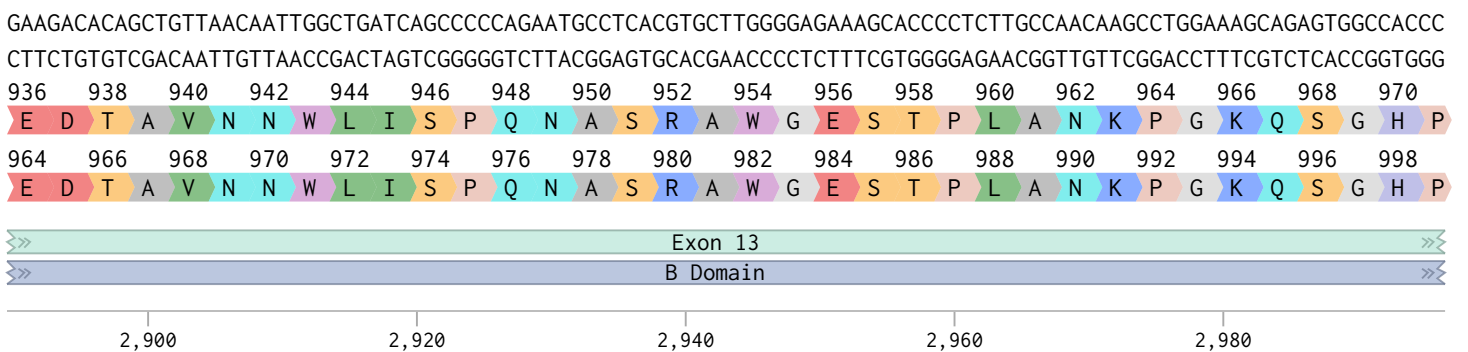 GAAGACACAGCTGTTAACAATTGGCTGATCAGCCCCCAGAATGCCTCACGTGCTTGGGGAGAAAGCACCCCTCTTGCCAACAAGCCTGGAAAGCAGAGTGGCCACCC
CTTCTGTGTCGACAATTGTTAACCGACTAGTCGGGGGTCTTACGGAGTGCACGAACCCCTCTTTCGTGGGGAGAACGGTTGTTCGGACCTTTCGTCTCACCGGTGGG
936 938 940 942 944 946 948 950 952 954 956 958 960 962 964 966 968 970
E D T A V N N W L I S P Q N A S R A W G E S T P L A N K P G K Q S G H P
964 966 968 970 972 974 976 978 980 982 984 986 988 990 992 994 996 998
E D T A V N N W L I S P Q N A S R A W G E S T P L A N K P G K Q S G H P
Exon 13
B Domain
2,900 2,920 2,940 2,960 2,980